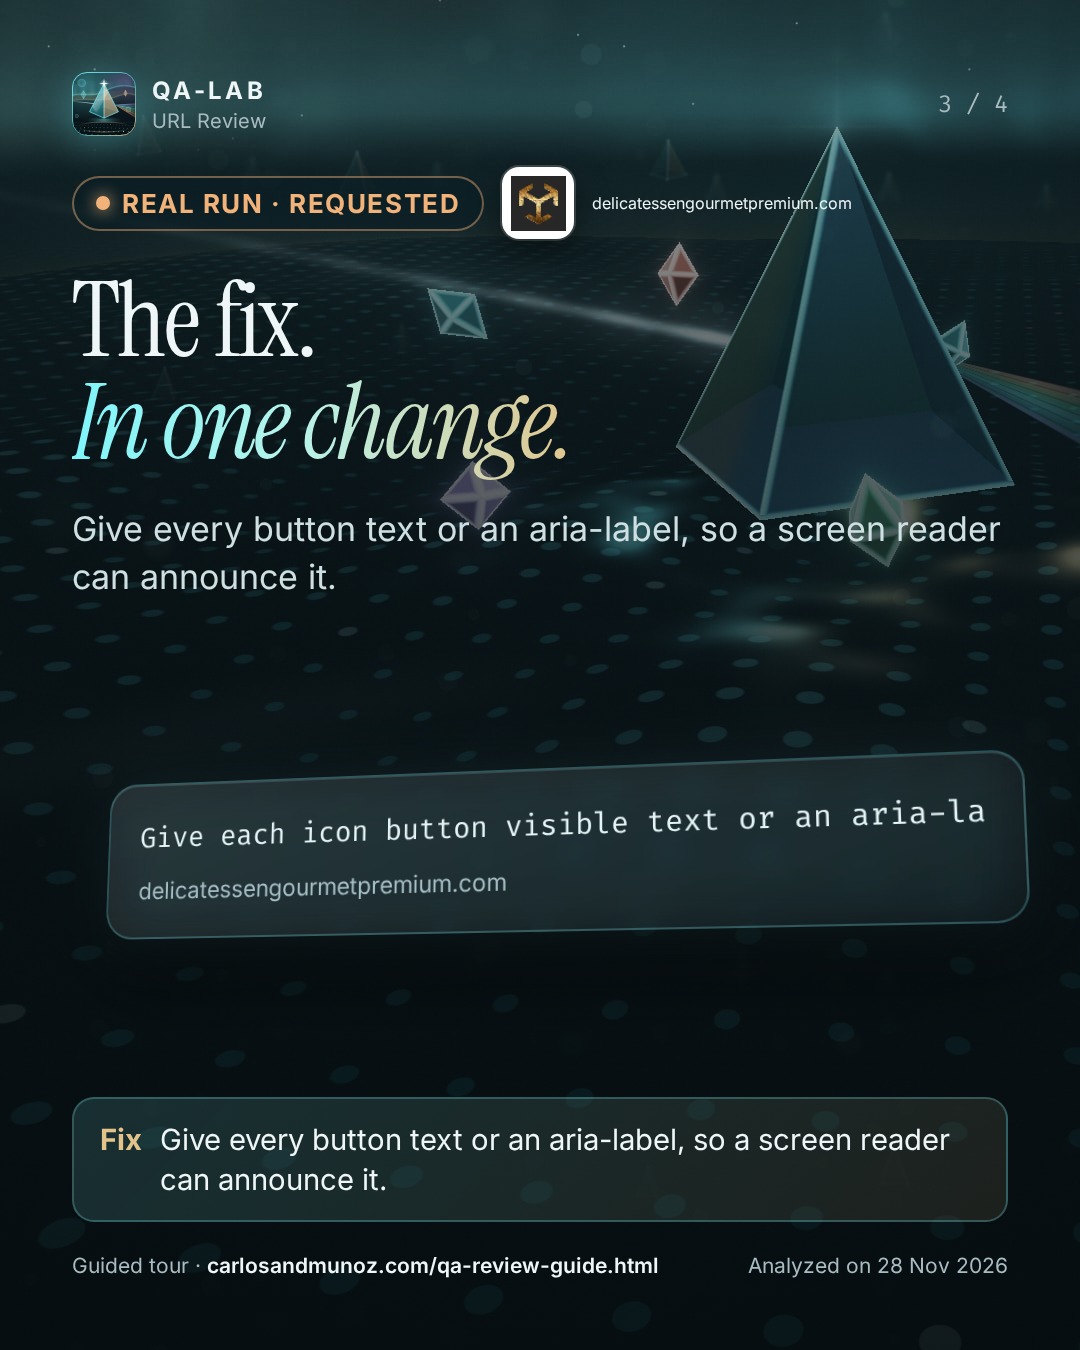 QA-LAB
URL Review
3 / 4
REAL RUN · REQUESTED
delicatessengourmetpremium.com
The fix.
In one change.
Give every button text or an aria-label, so a screen reader
can announce it.
Give each icon button visible text or an aria-la
delicatessengourmetpremium.com
Fix Give every button text or an aria-label, so a screen reader
can announce it.
Guided tour · carlosandmunoz.com/qa-review-guide.html
Analyzed on 28 Nov 2026